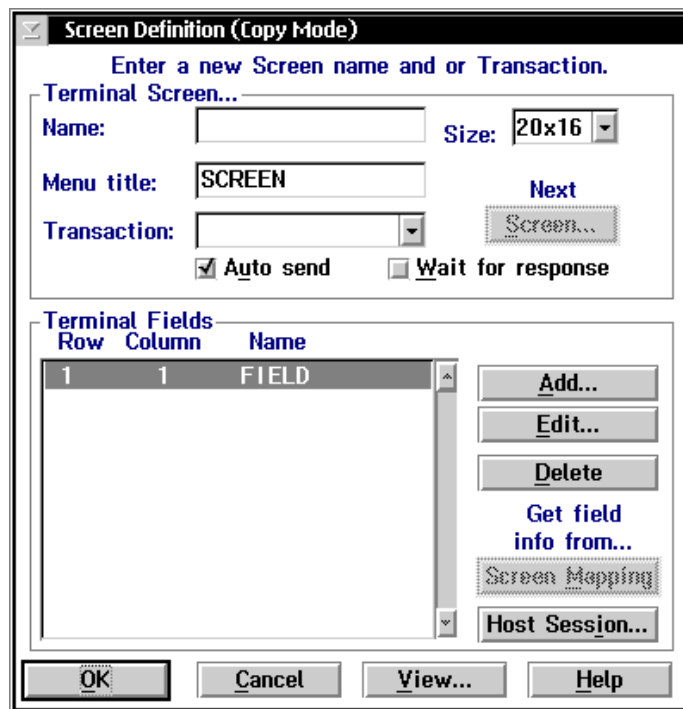 Screen Definition (Copy Mode)
Enter a new Screen name and or Transaction.
Terminal Screen...
Name:
Size: 20x16
Menu title: SCREEN
Next
Transaction:
Screen...
Auto send
Wait for response
Terminal Fields
Row Column Name
1 1 FIELD
Add...
Edit...
Delete
Get field
info from...
Screen Mapping
Host Session...
OK Cancel View... Help